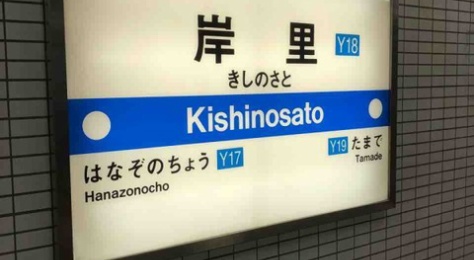 岸里 Y18
きしのさと
Kishinosato
はなぞのちょう Y17
Hanazonocho
Y19 たまで
Tamade